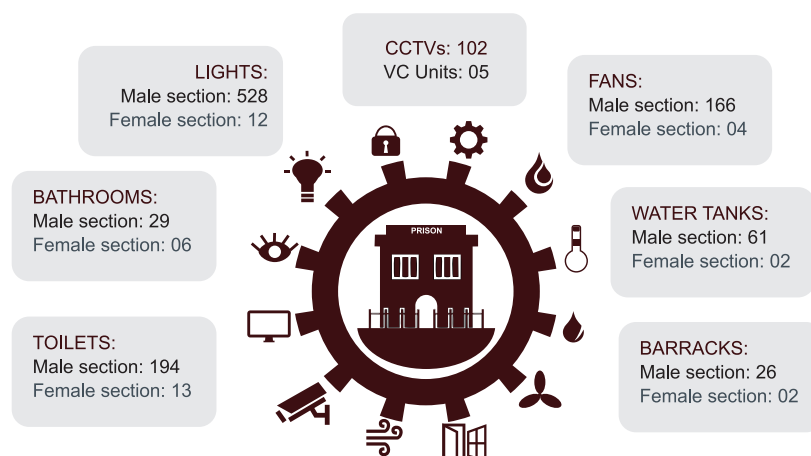 CCTVs: 102
VC Units: 05
LIGHTS:
Male section: 528
Female section: 12
FANS:
Male section: 166
Female section: 04
BATHROOMS:
Male section: 29
Female section: 06
WATER TANKS:
Male section: 61
Female section: 02
TOILETS:
Male section: 194
Female section: 13
BARRACKS:
Male section: 26
Female section: 02
PRISON